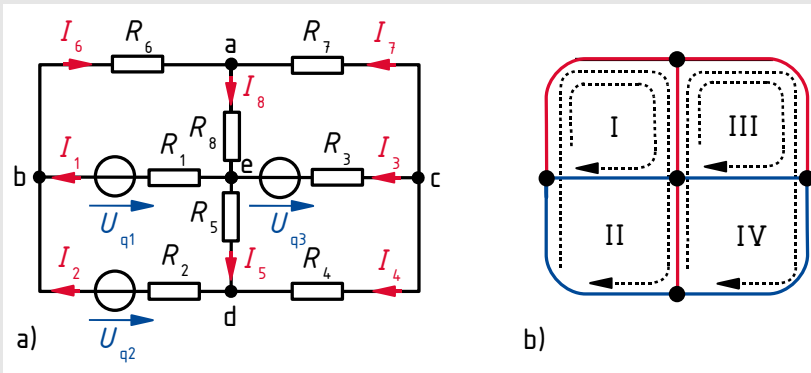 I6 R6 a R7 I7
I8
R8
I1 R1 e R3 I3
b c
Uq1 R5 Uq3
I2 R2 I5 R4 I4
d
Uq2
a)
I III
II IV
b)